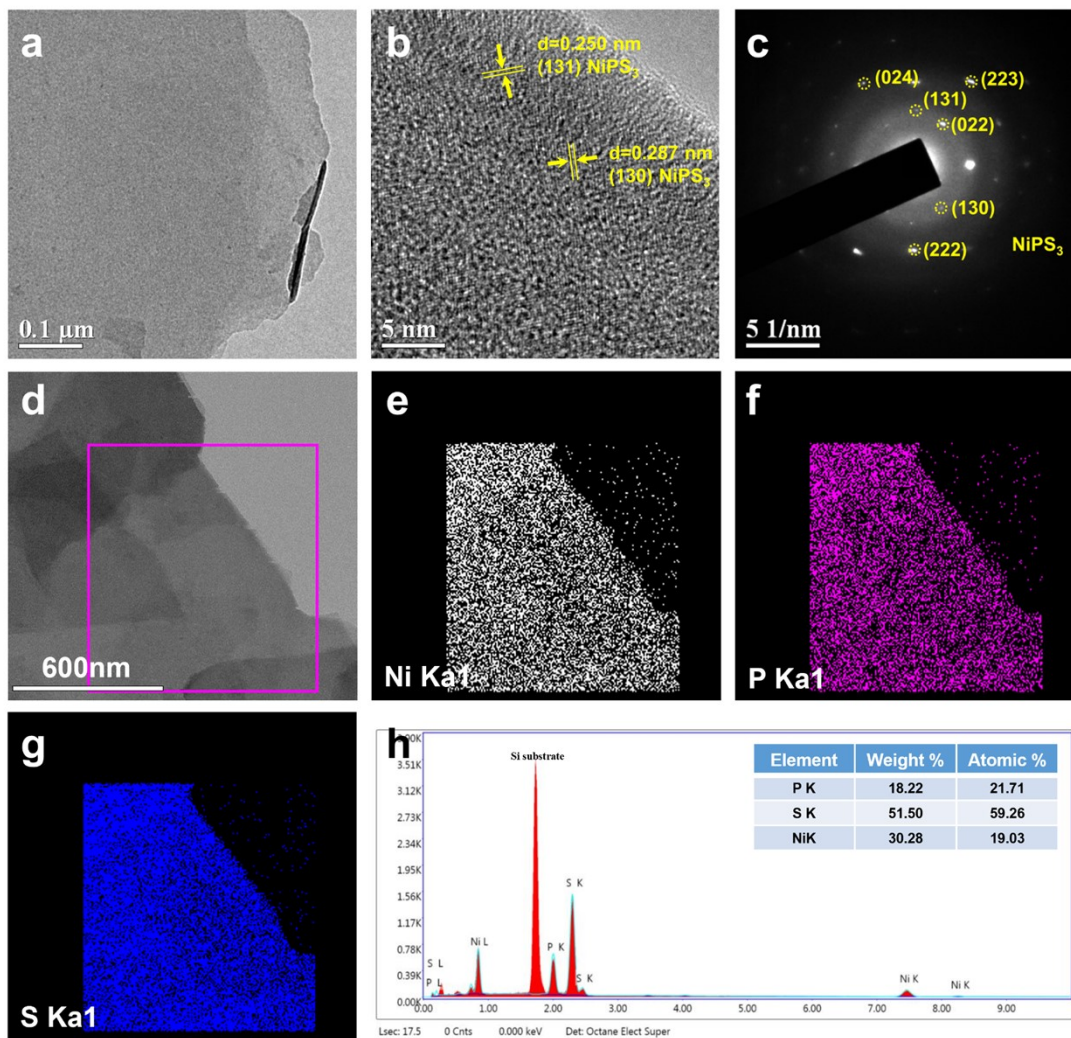 a
0.1 µm
b
d=0.250 nm
(131) NiPS3
d=0.287 nm
(130) NiPS3
5 nm
c
(024)
(223)
(131)
(022)
(130)
(222)
NiPS3
5 1/nm
d
600nm
e
Ni Ka1
f
P Ka1
g
S Ka1
h
3.90K
3.51K
3.12K
2.73K
2.34K
1.95K
1.56K
1.17K
0.78K
0.39K
0.00K
Si substrate
S L
P L
Ni L
P K
S K
S K
Ni K
Ni K
0.00 1.00 2.00 3.00 4.00 5.00 6.00 7.00 8.00 9.00
Lsec: 17.5 0 Cnts 0.000 keV Det: Octane Elect Super
Element Weight % Atomic %
P K 18.22 21.71
S K 51.50 59.26
NiK 30.28 19.03